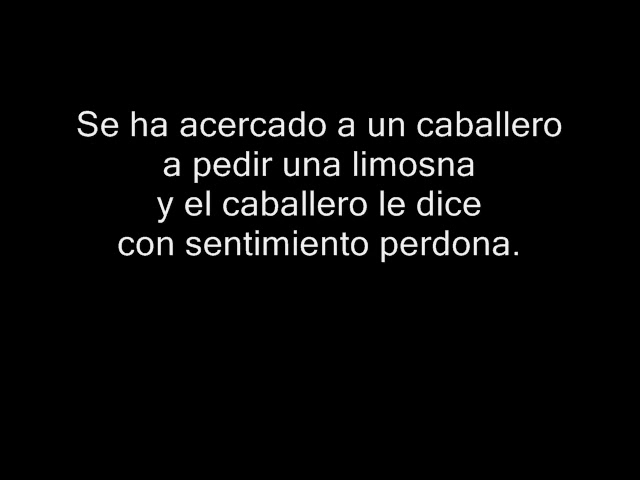 Se ha acercado a un caballero
a pedir una limosna
y el caballero le dice
con sentimiento perdona.